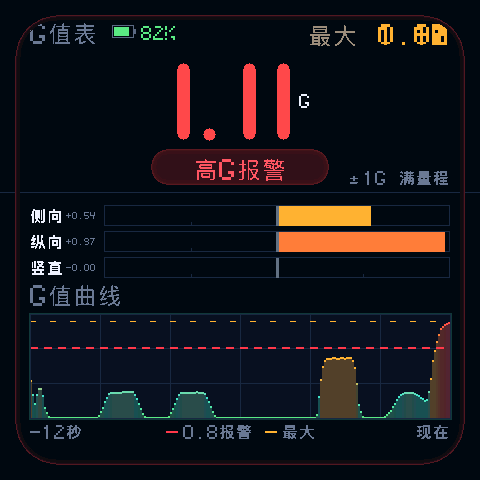 G值表 82% 最大
1.11 G
高G报警
±1G 满量程
侧向 +0.54
纵向 +0.97
竖直 -0.00
G值曲线
-12秒 0.8报警 最大 现在